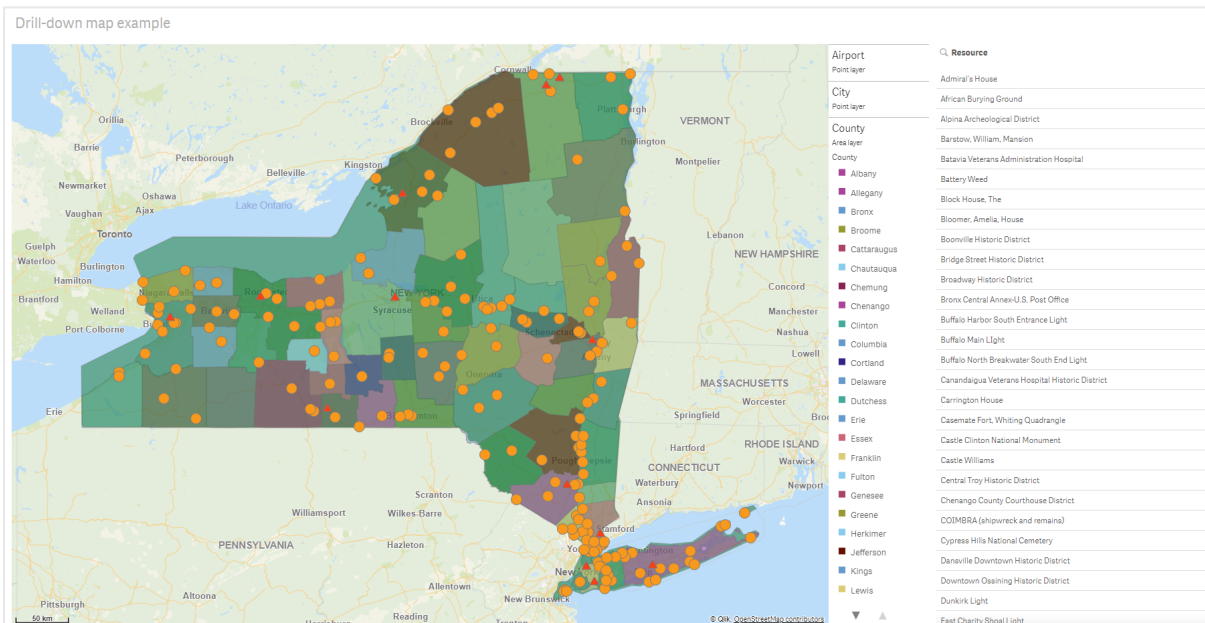 Drill-down map example
Cornwall
Orillia
Barrie
Brockville
VERMONT
Burlington
Peterborough
Kingston
Montpelier
Newmarket
Belleville
Oshawa
Vaughan
Ajax
Lake Ontario
Toronto
Lebanon
Guelph
Waterloo
Burlington
NEW HAMPSHIRE
Hamilton
Brantford
Concord
Welland
NEW YORK
Utica
Manchester
Port Colborne
Syracuse
Schenectady
Nashua
Lowell
Oneonta
MASSACHUSETTS
Worcester
Erie
Springfield
Hartford
RHODE ISLAND
Warwick
CONNECTICUT
Waterbury
Newport
Scranton
Ansonia
Williamsport
Wilkes-Barre
Stamford
PENNSYLVANIA
Hazleton
Allentown
Altoona
New Brunswick
Pittsburgh
Reading
50 km
© Qlik, OpenStreetMap contributors
Airport
Point layer
City
Point layer
County
Area layer
County
Albany
Allegany
Bronx
Broome
Cattaraugus
Chautauqua
Chemung
Chenango
Clinton
Columbia
Cortland
Delaware
Dutchess
Erie
Essex
Franklin
Fulton
Genesee
Greene
Herkimer
Jefferson
Kings
Lewis
Resource
Admiral's House
African Burying Ground
Alpina Archeological District
Barstow, William, Mansion
Batavia Veterans Administration Hospital
Battery Weed
Block House, The
Bloomer, Amelia, House
Boonville Historic District
Bridge Street Historic District
Broadway Historic District
Bronx Central Annex-U.S. Post Office
Buffalo Harbor South Entrance Light
Buffalo Main LIght
Buffalo North Breakwater South End Light
Canandaigua Veterans Hospital Historic District
Carrington House
Casemate Fort, Whiting Quadrangle
Castle Clinton National Monument
Castle Williams
Central Troy Historic District
Chenango County Courthouse District
COIMBRA (shipwreck and remains)
Cypress Hills National Cemetery
Dansville Downtown Historic District
Downtown Ossining Historic District
Dunkirk Light
East Charity Shoal Light